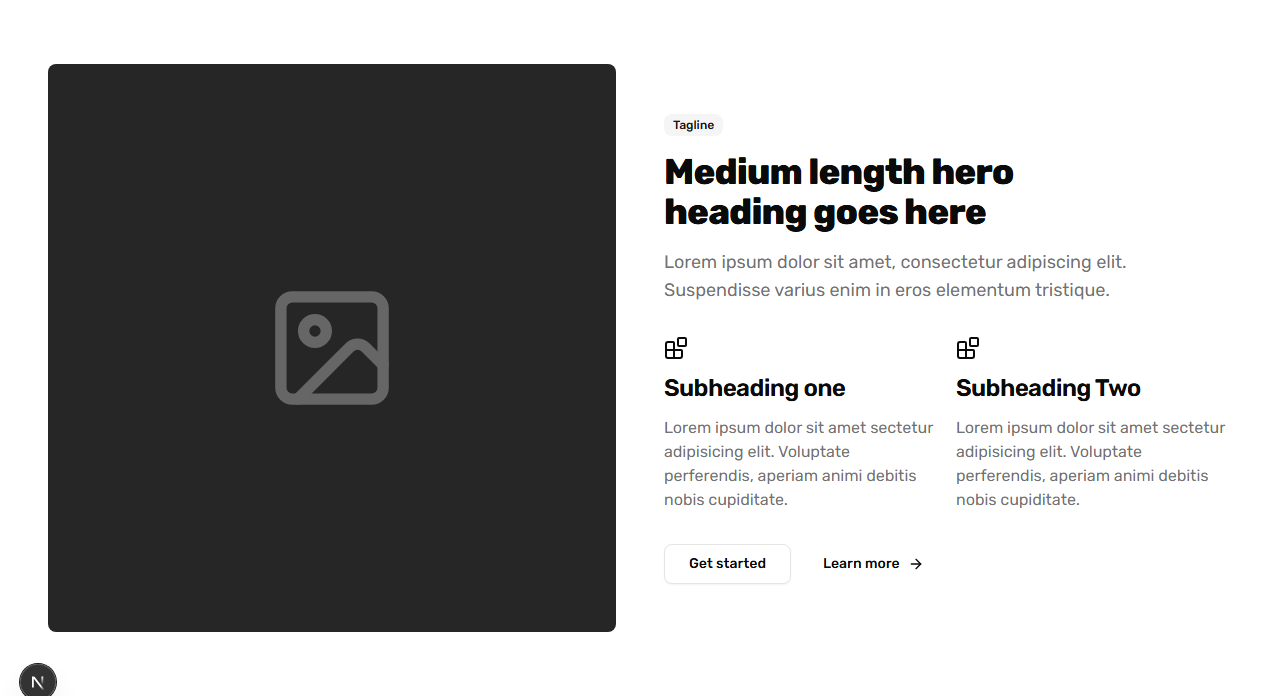 Tagline
Medium length hero
heading goes here
Lorem ipsum dolor sit amet, consectetur adipiscing elit.
Suspendisse varius enim in eros elementum tristique.
Subheading one
Lorem ipsum dolor sit amet sectetur
adipisicing elit. Voluptate
perferendis, aperiam animi debitis
nobis cupiditate.
Subheading Two
Lorem ipsum dolor sit amet sectetur
adipisicing elit. Voluptate
perferendis, aperiam animi debitis
nobis cupiditate.
Get started
Learn more →
N